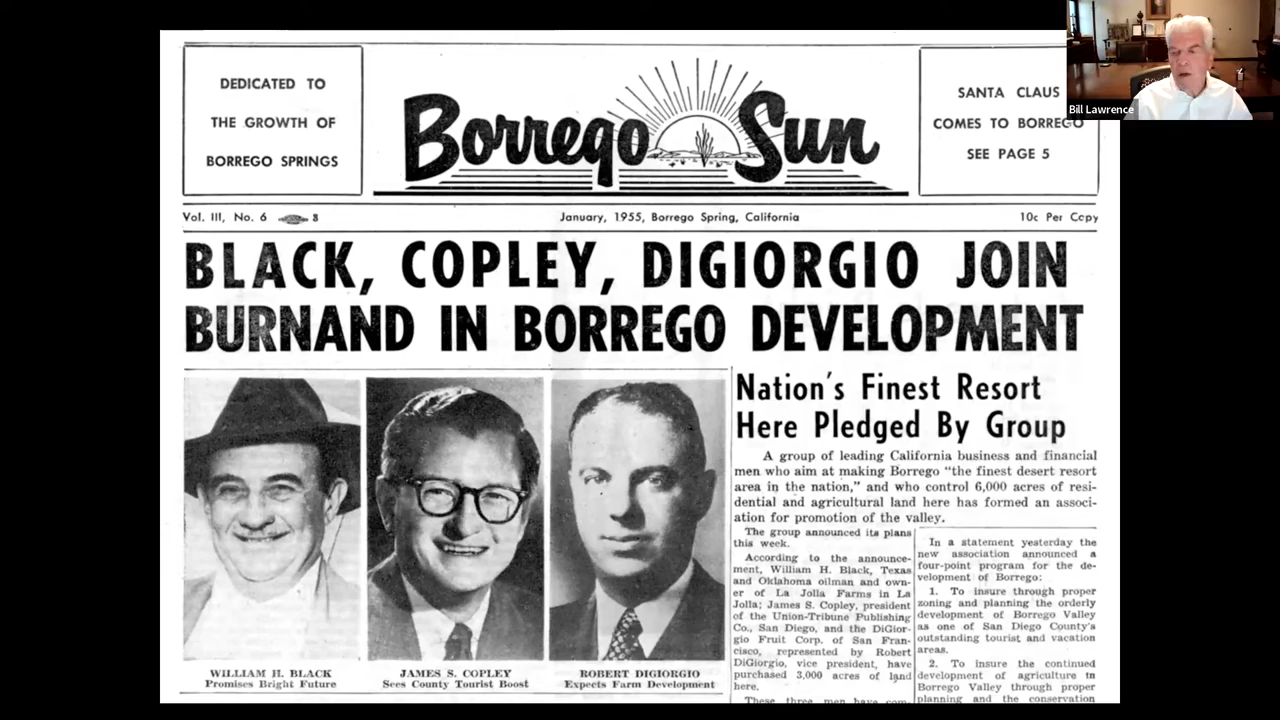 DEDICATED TO
THE GROWTH OF
BORREGO SPRINGS
Borrego Sun
SANTA CLAUS
COMES TO BORREGO
SEE PAGE 5
Bill Lawrence
Vol. III, No. 6 8
January, 1955, Borrego Spring, California
10c Per Copy
BLACK, COPLEY, DIGIORGIO JOIN
BURNAND IN BORREGO DEVELOPMENT
WILLIAM H. BLACK
Promises Bright Future
JAMES S. COPLEY
Sees County Tourist Boost
ROBERT DIGIORGIO
Expects Farm Development
Nation's Finest Resort
Here Pledged By Group
A group of leading California business and financial
men who aim at making Borrego "the finest desert resort
area in the nation," and who control 6,000 acres of resi-
dential and agricultural land here has formed an associ-
ation for promotion of the valley.
The group announced its plans
this week.
According to the announce-
ment, William H. Black, Texas
and Oklahoma oilman and own-
er of La Jolla Farms in La
Jolla; James S. Copley, president
of the Union-Tribune Publishing
Co., San Diego, and the DiGior-
gio Fruit Corp. of San Fran-
cisco, represented by Robert
DiGiorgio, vice president, have
purchased 3,000 acres of land
here.
These three men have com-
In a statement yesterday the
new association announced a
four-point program for the de-
velopment of Borrego:
1. To insure through proper
zoning and planning the orderly
development of Borrego Valley
as one of San Diego County's
outstanding tourist and vacation
areas.
2. To insure the continued
development of agriculture in
Borrego Valley through proper
planning and the conservation